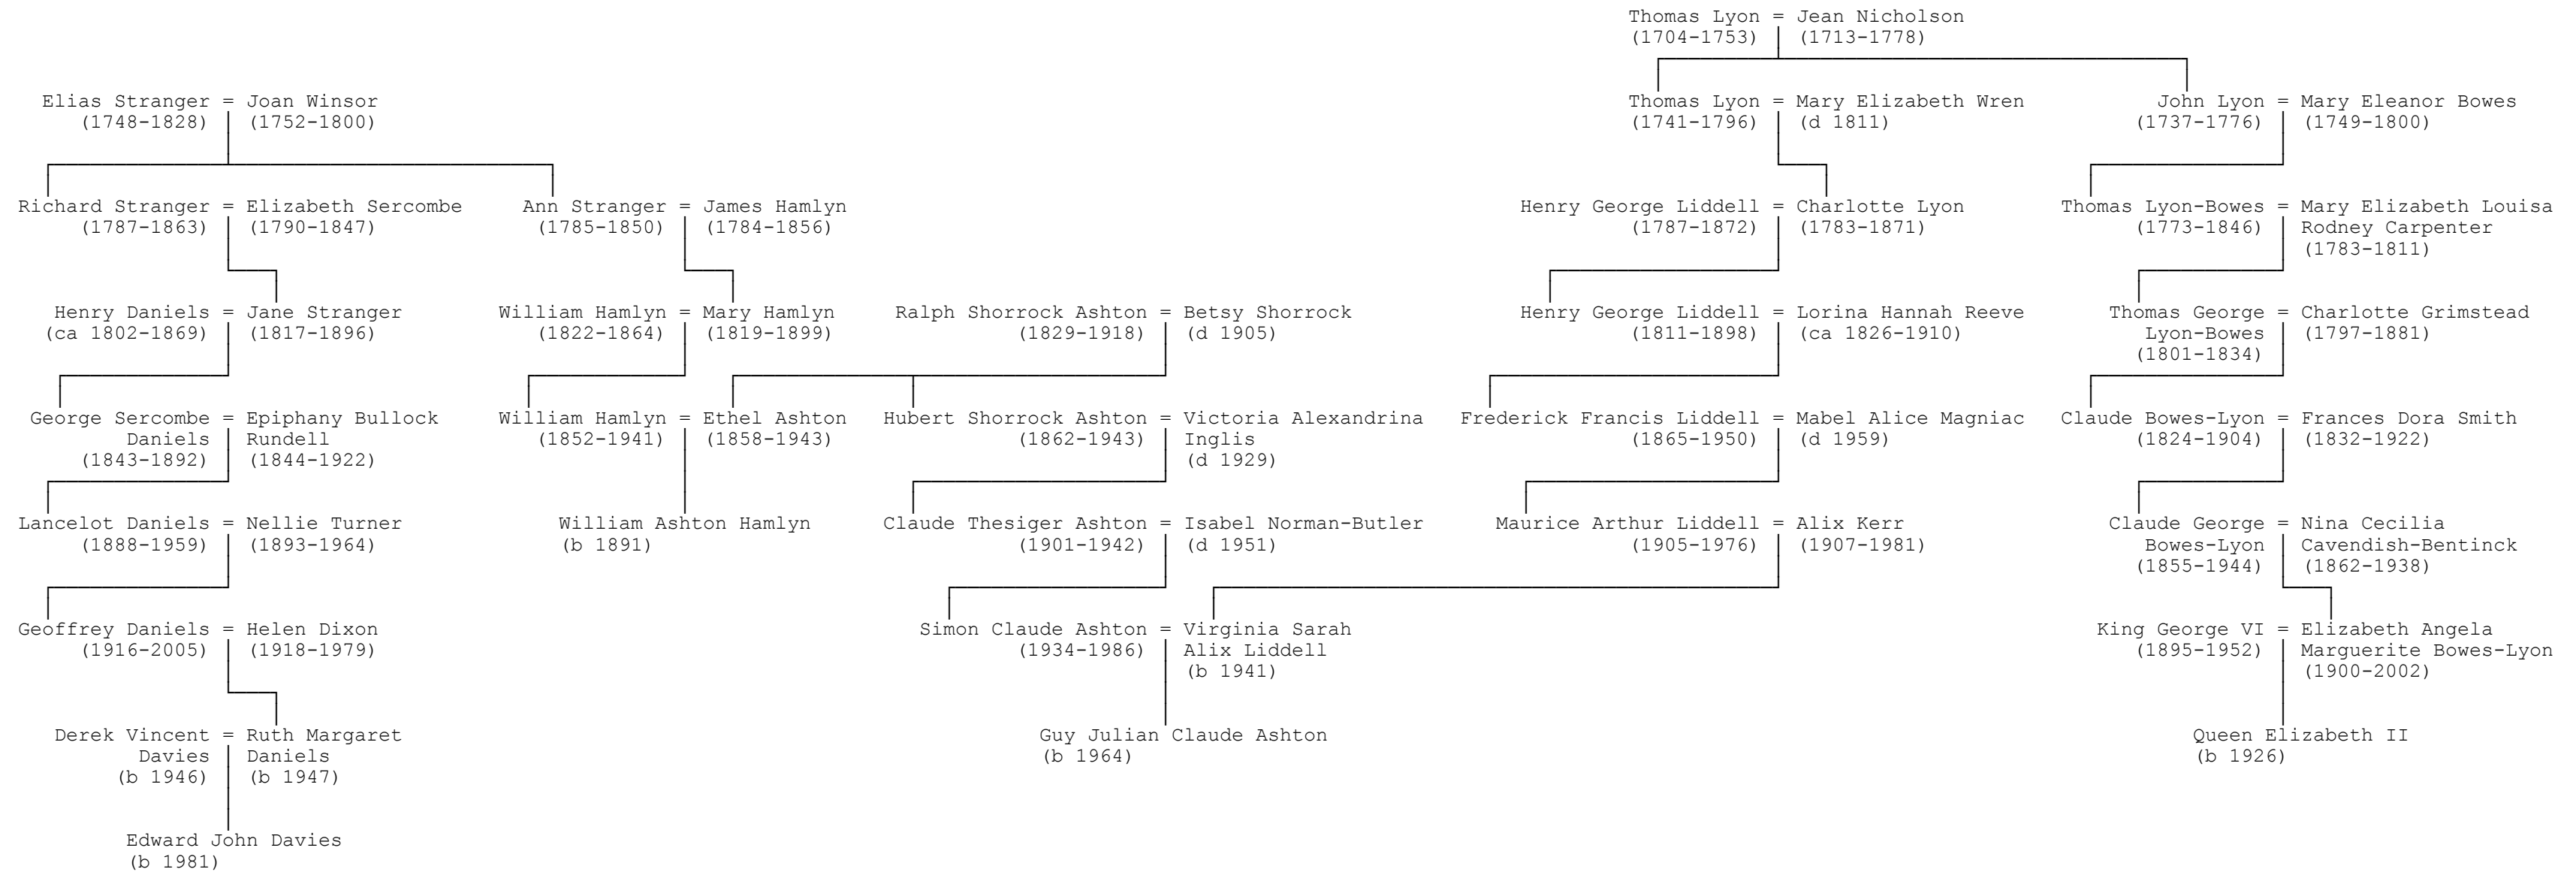 Thomas Lyon = Jean Nicholson
(1704-1753) (1713-1778)
Elias Stranger = Joan Winsor Thomas Lyon = Mary Elizabeth Wren John Lyon = Mary Eleanor Bowes
(1748-1828) (1752-1800) (1741-1796) (d 1811) (1737-1776) (1749-1800)
Richard Stranger = Elizabeth Sercombe Ann Stranger = James Hamlyn Henry George Liddell = Charlotte Lyon Thomas Lyon-Bowes = Mary Elizabeth Louisa
(1787-1863) (1790-1847) (1785-1850) (1784-1856) (1787-1872) (1783-1871) (1773-1846) Rodney Carpenter
(1783-1811)
Henry Daniels = Jane Stranger William Hamlyn = Mary Hamlyn Ralph Shorrock Ashton = Betsy Shorrock Henry George Liddell = Lorina Hannah Reeve Thomas George = Charlotte Grimstead
(ca 1802-1869) (1817-1896) (1822-1864) (1819-1899) (1829-1918) (d 1905) (1811-1898) (ca 1826-1910) Lyon-Bowes (1797-1881)
(1801-1834)
George Sercombe = Epiphany Bullock William Hamlyn = Ethel Ashton Hubert Shorrock Ashton = Victoria Alexandrina Frederick Francis Liddell = Mabel Alice Magniac Claude Bowes-Lyon = Frances Dora Smith
Daniels Rundell (1852-1941) (1858-1943) (1862-1943) Inglis (1865-1950) (d 1959) (1824-1904) (1832-1922)
(1843-1892) (1844-1922) (d 1929)
Lancelot Daniels = Nellie Turner William Ashton Hamlyn Claude Thesiger Ashton = Isabel Norman-Butler Maurice Arthur Liddell = Alix Kerr Claude George = Nina Cecilia
(1888-1959) (1893-1964) (b 1891) (1901-1942) (d 1951) (1905-1976) (1907-1981) Bowes-Lyon Cavendish-Bentinck
(1855-1944) (1862-1938)
Geoffrey Daniels = Helen Dixon Simon Claude Ashton = Virginia Sarah King George VI = Elizabeth Angela
(1916-2005) (1918-1979) (1934-1986) Alix Liddell (1895-1952) Marguerite Bowes-Lyon
(b 1941) (1900-2002)
Derek Vincent = Ruth Margaret Guy Julian Claude Ashton Queen Elizabeth II
Davies Daniels (b 1964) (b 1926)
(b 1946) (b 1947)
Edward John Davies
(b 1981)